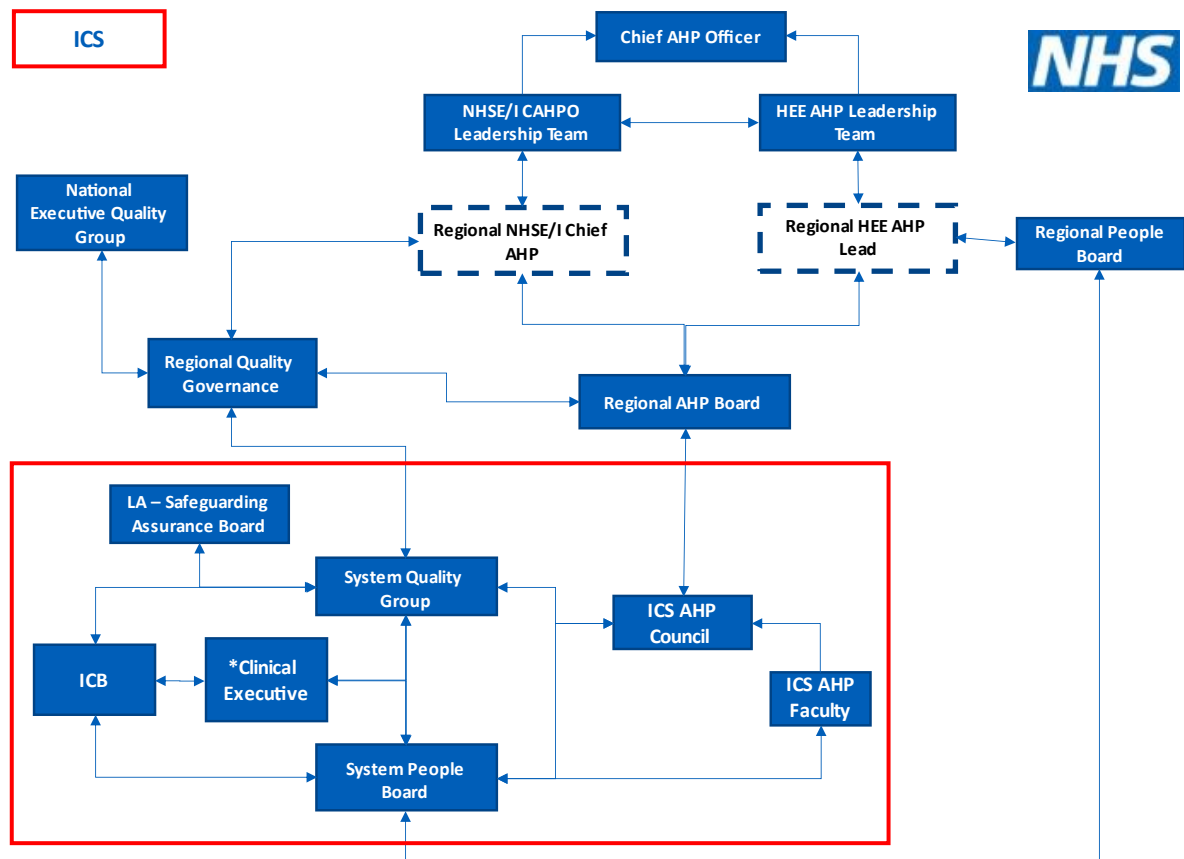 ICS
Chief AHP Officer
NHS
NHSE/I CAHPO
Leadership Team
HEE AHP Leadership
Team
National
Executive Quality
Group
Regional NHSE/I Chief
AHP
Regional HEE AHP
Lead
Regional People
Board
Regional Quality
Governance
Regional AHP Board
LA – Safeguarding
Assurance Board
System Quality
Group
ICS AHP
Council
ICB
*Clinical
Executive
ICS AHP
Faculty
System People
Board